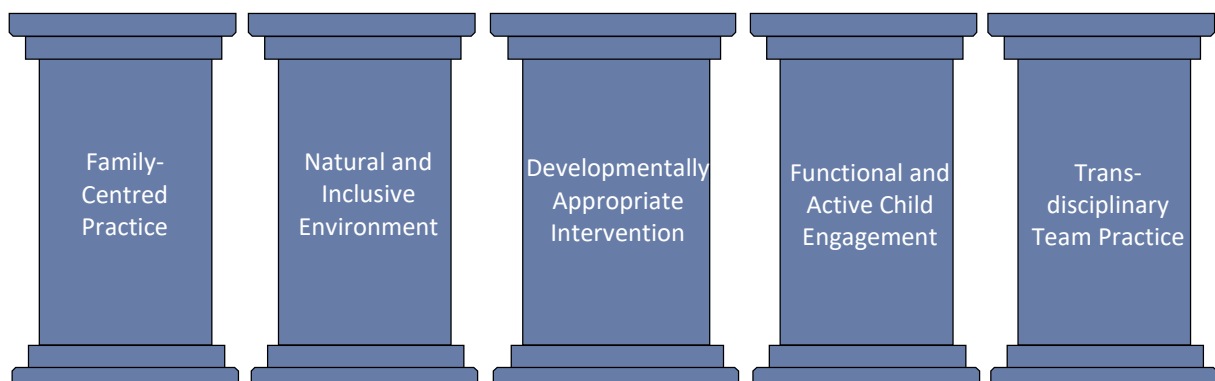 Family-
Centred
Practice
Natural and
Inclusive
Environment
Developmentally
Appropriate
Intervention
Functional and
Active Child
Engagement
Trans-
disciplinary
Team Practice